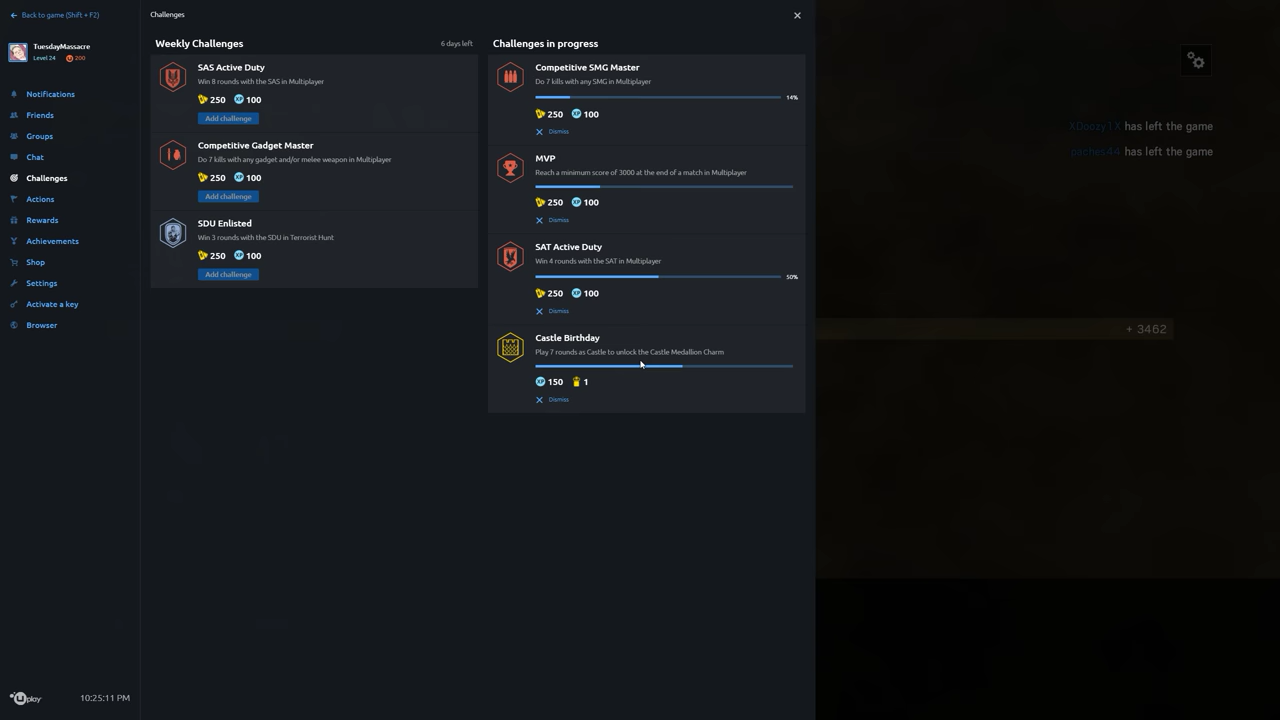 Back to game (Shift + F2)
TuesdayMassacre
Level 24 200
Notifications
Friends
Groups
Chat
Challenges
Actions
Rewards
Achievements
Shop
Settings
Activate a key
Browser
uplay
10:25:11 PM
Challenges
Weekly Challenges
6 days left
SAS Active Duty
Win 8 rounds with the SAS in Multiplayer
250 XP 100
Add challenge
Competitive Gadget Master
Do 7 kills with any gadget and/or melee weapon in Multiplayer
250 XP 100
Add challenge
SDU Enlisted
Win 3 rounds with the SDU in Terrorist Hunt
250 XP 100
Add challenge
Challenges in progress
Competitive SMG Master
Do 7 kills with any SMG in Multiplayer
14%
250 XP 100
Dismiss
MVP
Reach a minimum score of 3000 at the end of a match in Multiplayer
250 XP 100
Dismiss
SAT Active Duty
Win 4 rounds with the SAT in Multiplayer
50%
250 XP 100
Dismiss
Castle Birthday
Play 7 rounds as Castle to unlock the Castle Medallion Charm
XP 150 1
Dismiss
has left the game
has left the game
+ 3462